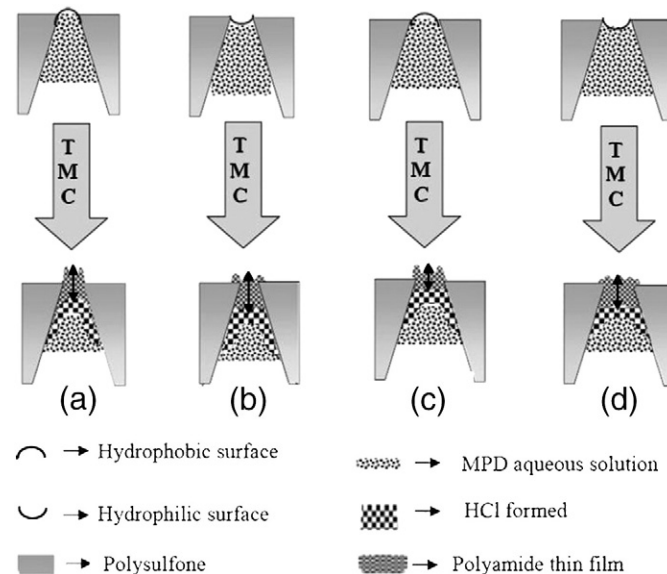 T M C
T M C
T M C
T M C
(a) (b) (c) (d)
Hydrophobic surface
MPD aqueous solution
Hydrophilic surface
HCl formed
Polysulfone
Polyamide thin film